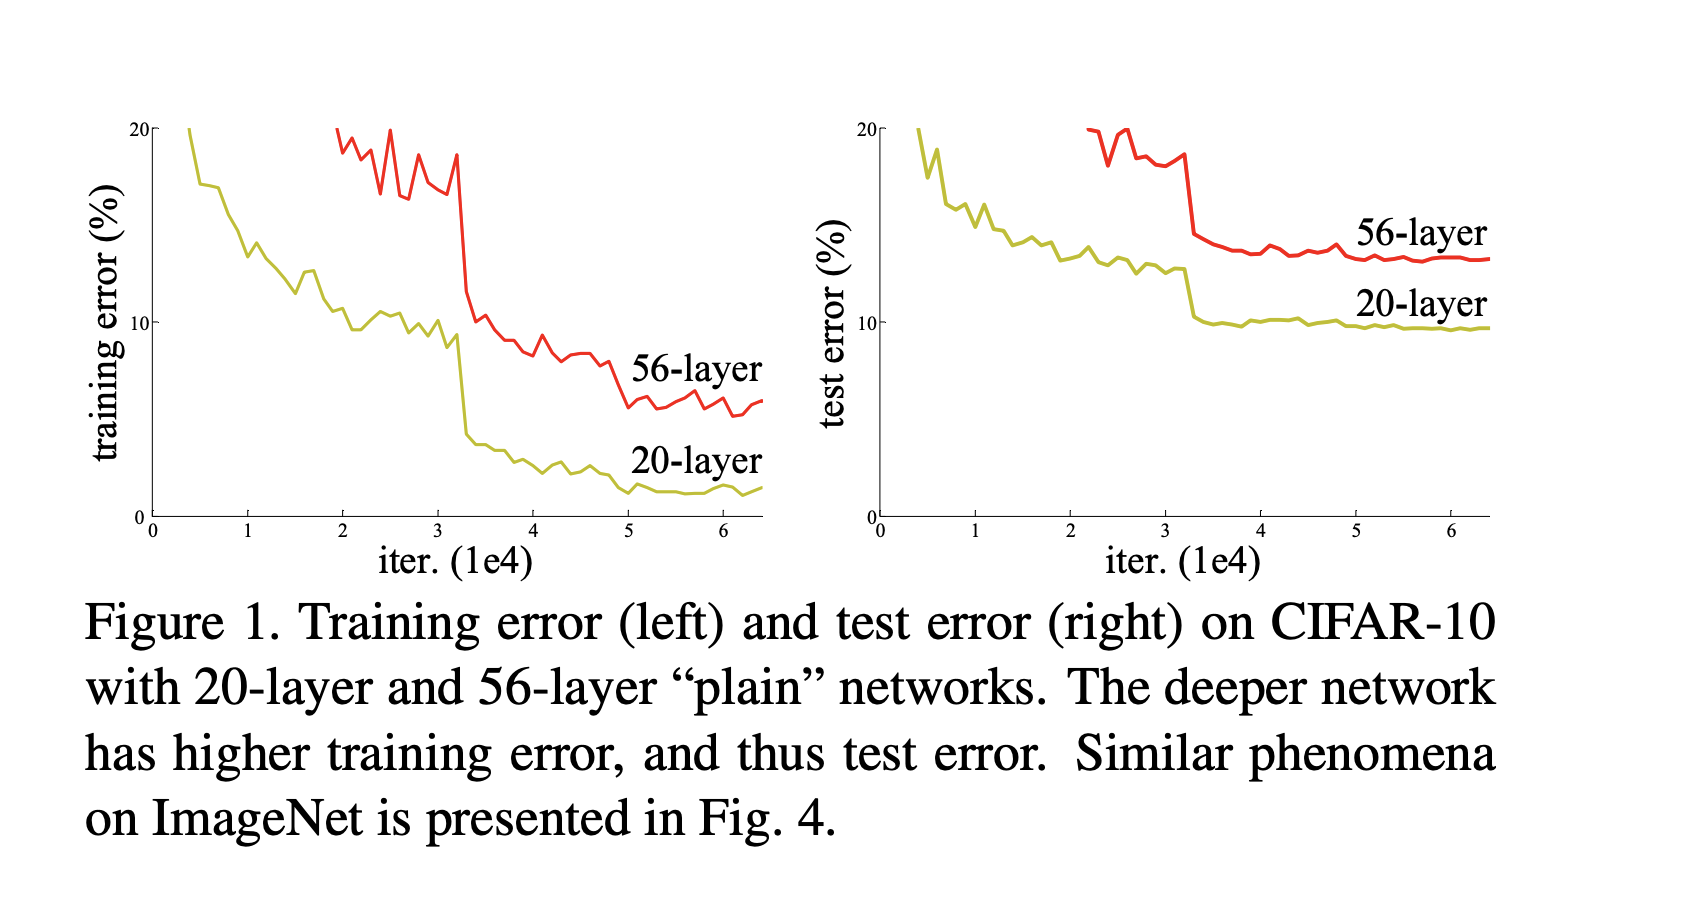 20
10
0
training error (%)
0 1 2 3 4 5 6
iter. (1e4)
56-layer
20-layer
20
10
0
test error (%)
0 1 2 3 4 5 6
iter. (1e4)
56-layer
20-layer
Figure 1. Training error (left) and test error (right) on CIFAR-10
with 20-layer and 56-layer “plain” networks. The deeper network
has higher training error, and thus test error. Similar phenomena
on ImageNet is presented in Fig. 4.